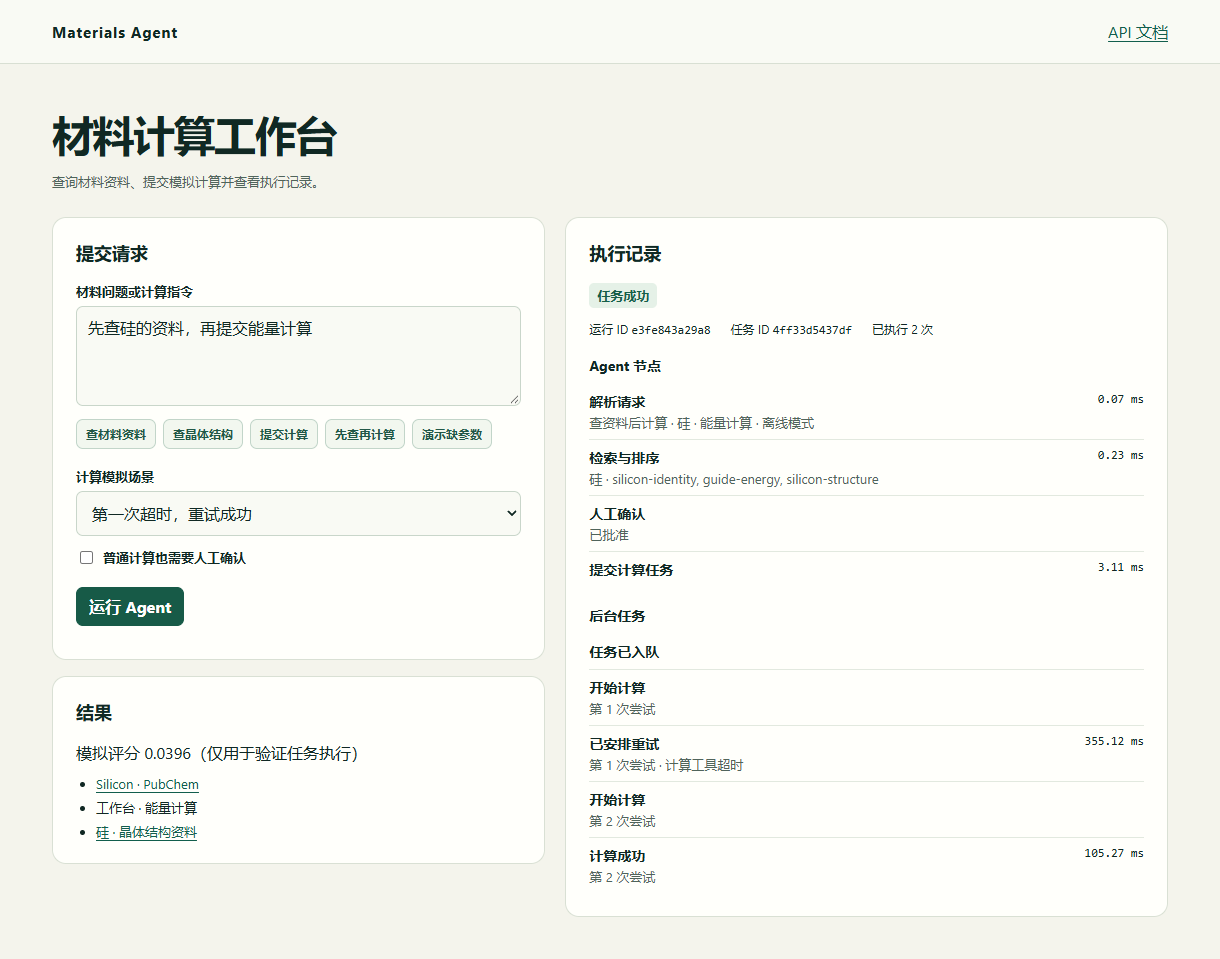 Materials Agent
API 文档
材料计算工作台
查询材料资料、提交模拟计算并查看执行记录。
提交请求
材料问题或计算指令
先查硅的资料，再提交能量计算
查材料资料
查晶体结构
提交计算
先查再计算
演示缺参数
计算模拟场景
第一次超时，重试成功
普通计算也需要人工确认
运行 Agent
结果
模拟评分 0.0396（仅用于验证任务执行）
Silicon · PubChem
工作台 · 能量计算
硅 · 晶体结构资料
执行记录
任务成功
运行 ID e3fe843a29a8 任务 ID 4ff33d5437df 已执行 2 次
Agent 节点
解析请求 0.07 ms
查资料后计算 · 硅 · 能量计算 · 离线模式
检索与排序 0.23 ms
硅 · silicon-identity, guide-energy, silicon-structure
人工确认
已批准
提交计算任务 3.11 ms
后台任务
任务已入队
开始计算
第 1 次尝试
已安排重试 355.12 ms
第 1 次尝试 · 计算工具超时
开始计算
第 2 次尝试
计算成功 105.27 ms
第 2 次尝试